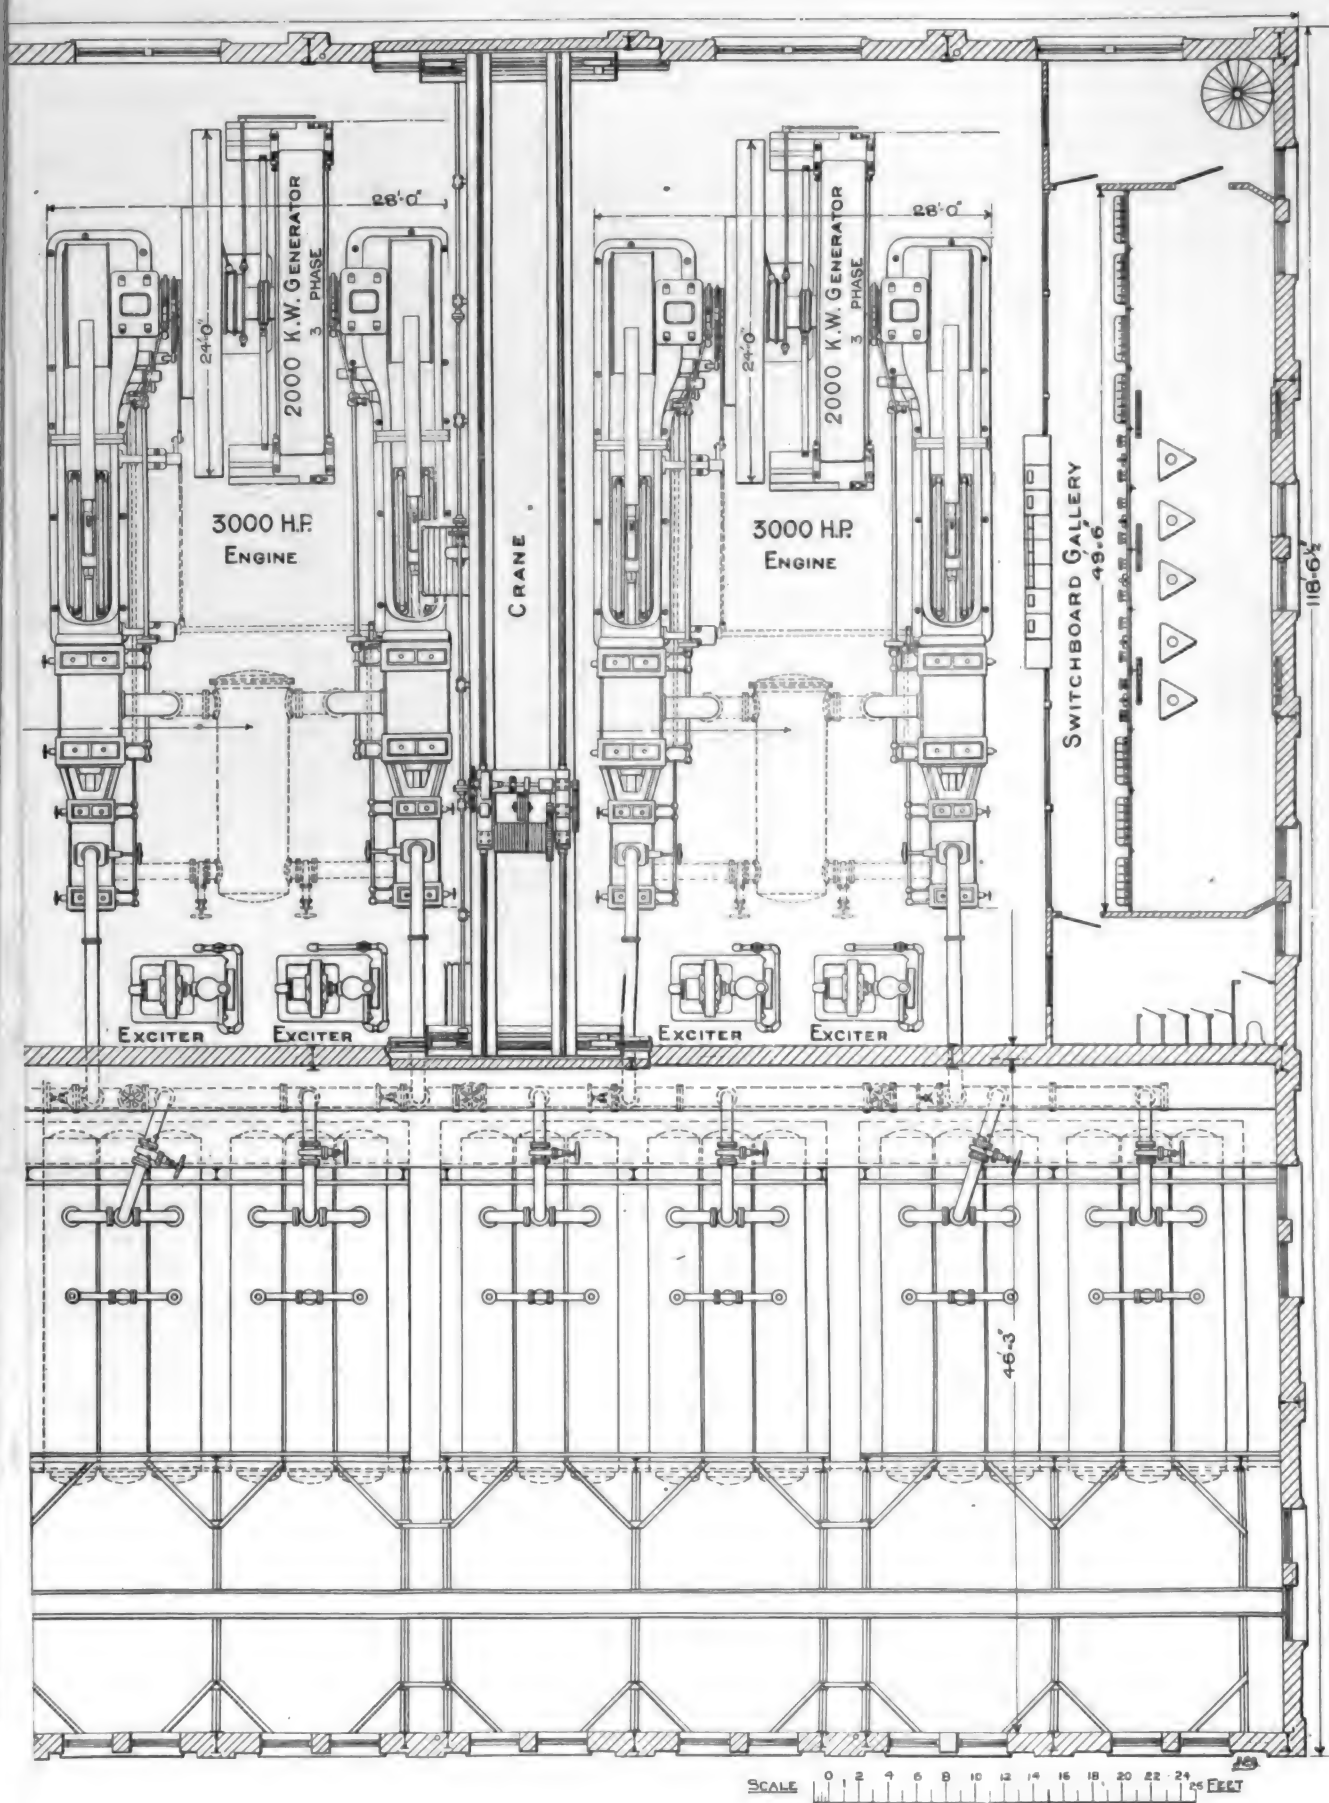 28'-0"
28'-0"
24'-0"
2000 K.W. GENERATOR
3 PHASE
24'-0"
2000 K.W. GENERATOR
3 PHASE
3000 H.P.
ENGINE
CRANE
3000 H.P.
ENGINE
SWITCHBOARD GALLERY
49'-6"
118'-6½"
EXCITER
EXCITER
EXCITER
EXCITER
46'-3"
SCALE 0 1 2 4 6 8 10 12 14 16 18 20 22 24 26 FEET